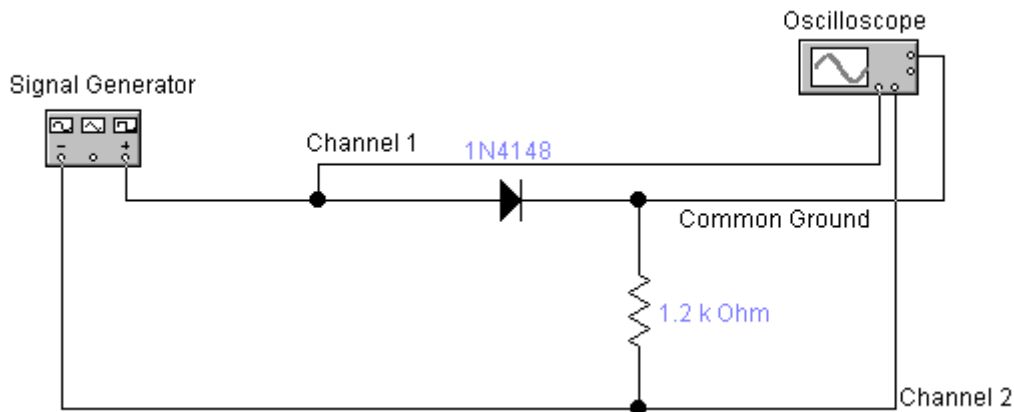 Oscilloscope
Signal Generator
Channel 1
1N4148
Common Ground
1.2 k Ohm
Channel 2